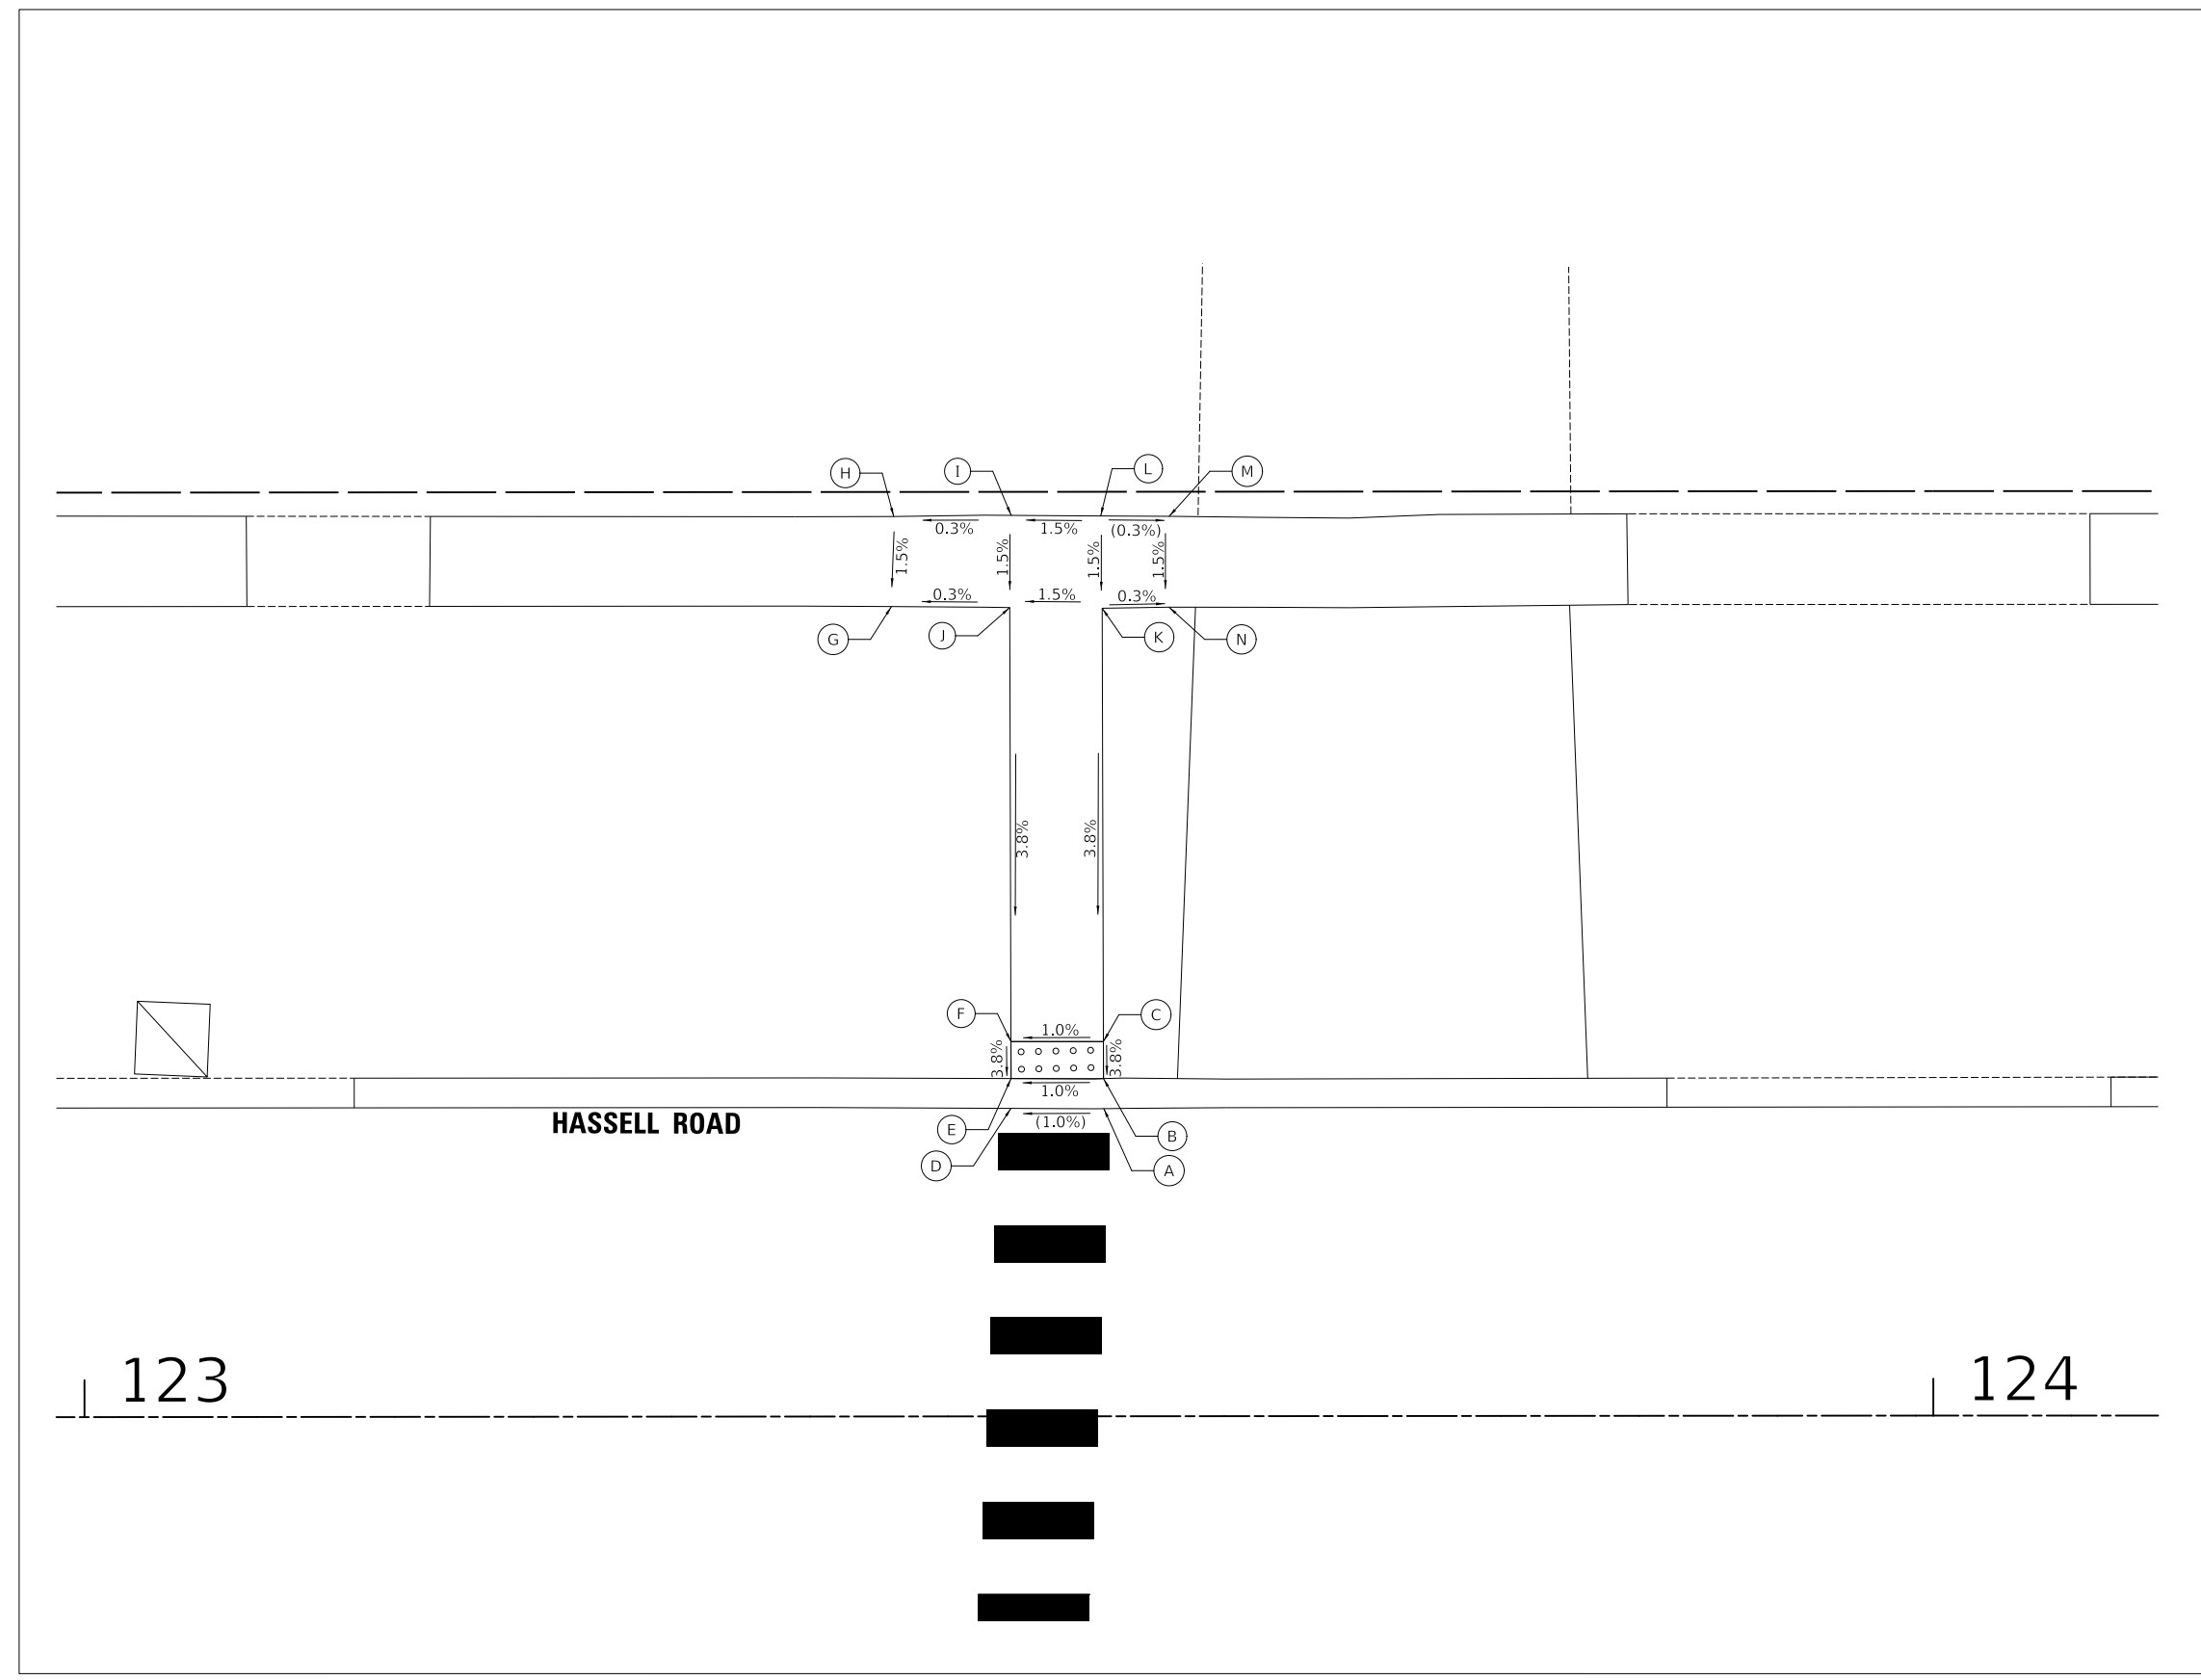 H I L M
0.3% 1.5% (0.3%)
1.5% 1.5% 1.5% 1.5%
0.3% 1.5% 0.3%
G J K N
3.8% 3.8%
F C
1.0%
3.8% 3.8%
1.0%
HASSELL ROAD
(1.0%)
E B
D A
123 124